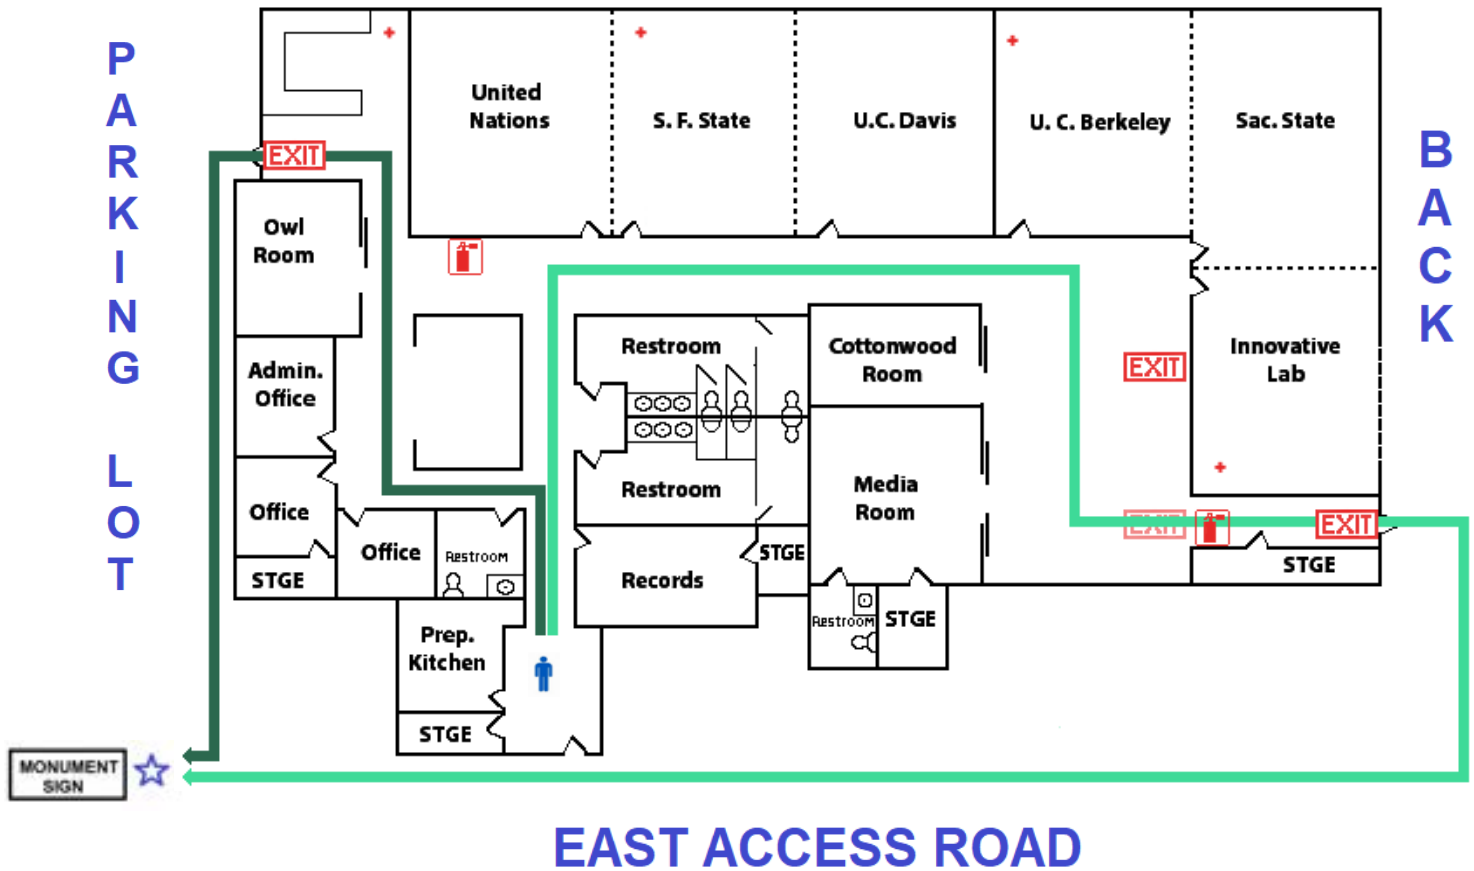 PARKING LOT
United
Nations
S. F. State
U.C. Davis
U. C. Berkeley
Sac. State
BACK
EXIT
Owl
Room
Admin.
Office
Restroom
Cottonwood
Room
EXIT
Innovative
Lab
Office
Office
Restroom
Restroom
Media
Room
EXIT
EXIT
STGE
STGE
Records
STGE
STGE
Prep.
Kitchen
Restroom
STGE
STGE
MONUMENT
SIGN
EAST ACCESS ROAD